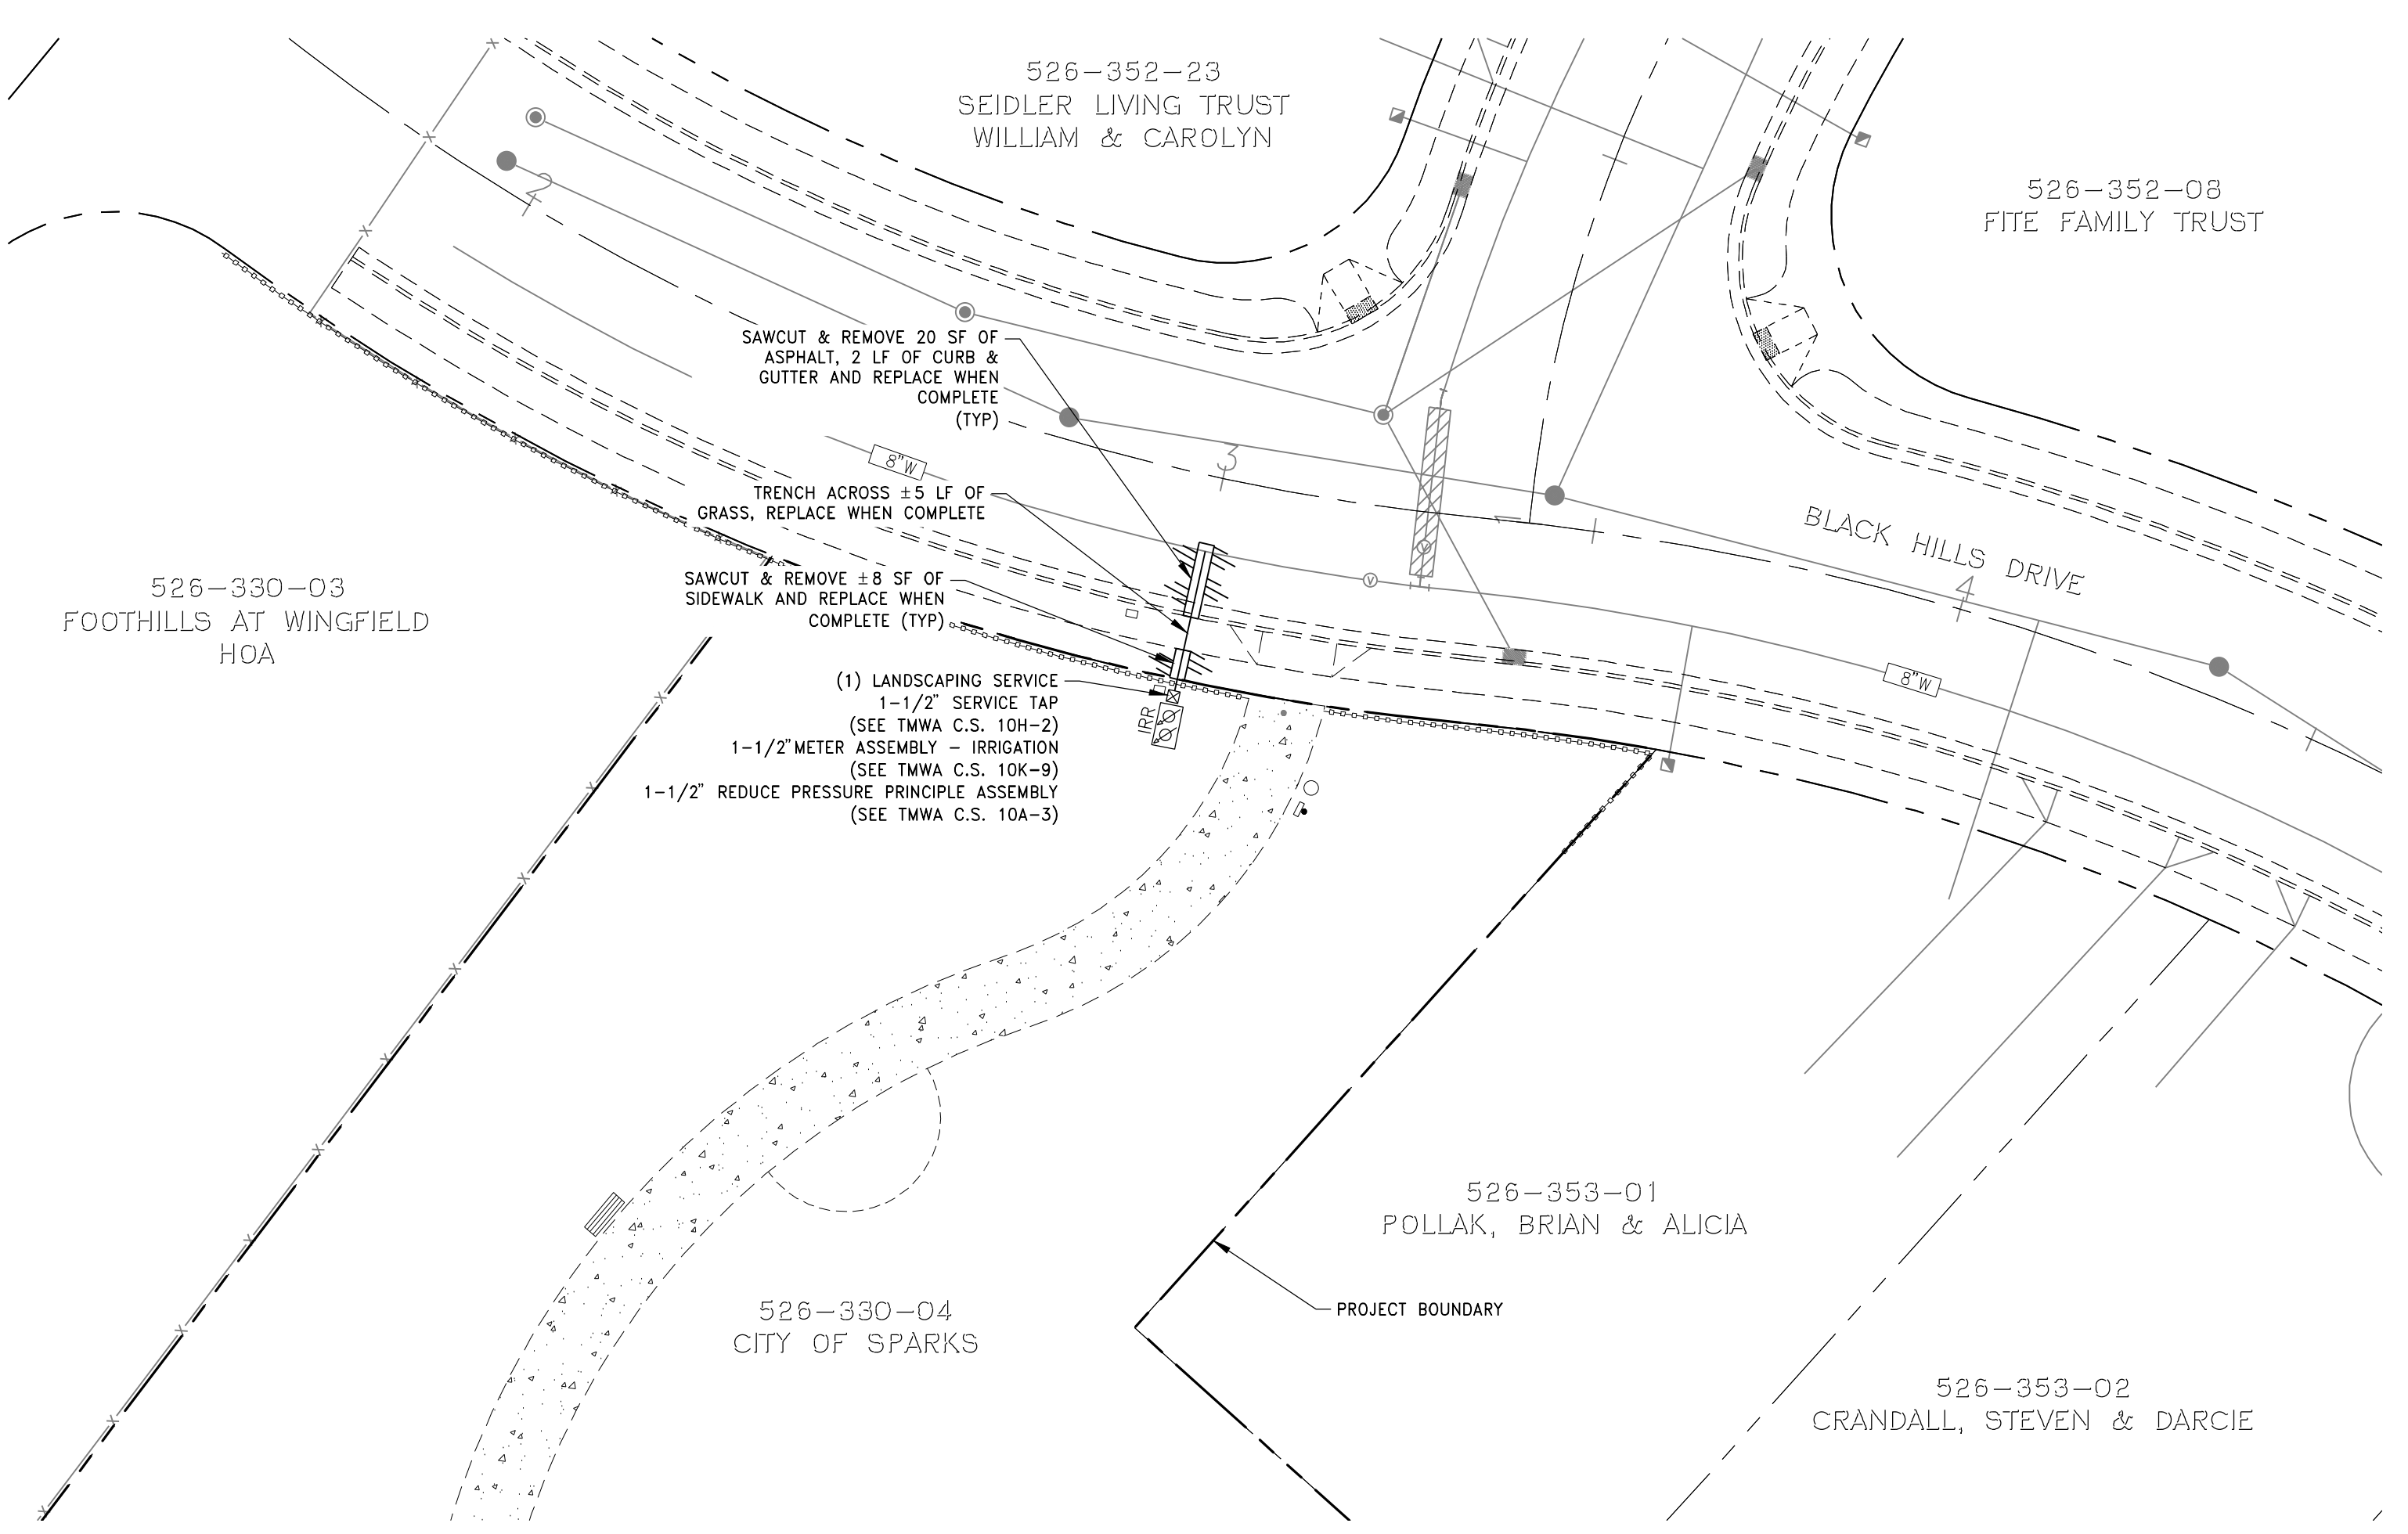 526-352-23
SEIDLER LIVING TRUST
WILLIAM & CAROLYN
526-352-08
FITE FAMILY TRUST
2
SAWCUT & REMOVE 20 SF OF
ASPHALT, 2 LF OF CURB &
GUTTER AND REPLACE WHEN
COMPLETE
(TYP)
8"W
3
TRENCH ACROSS ±5 LF OF
GRASS, REPLACE WHEN COMPLETE
1
BLACK HILLS DRIVE
V
V
4
526-330-03
FOOTHILLS AT WINGFIELD
HOA
SAWCUT & REMOVE ±8 SF OF
SIDEWALK AND REPLACE WHEN
COMPLETE (TYP)
8"W
(1) LANDSCAPING SERVICE
1-1/2" SERVICE TAP
(SEE TMWA C.S. 10H-2)
1-1/2"METER ASSEMBLY - IRRIGATION
(SEE TMWA C.S. 10K-9)
1-1/2" REDUCE PRESSURE PRINCIPLE ASSEMBLY
(SEE TMWA C.S. 10A-3)
IRR
526-353-01
POLLAK, BRIAN & ALICIA
PROJECT BOUNDARY
526-330-04
CITY OF SPARKS
526-353-02
CRANDALL, STEVEN & DARCIE